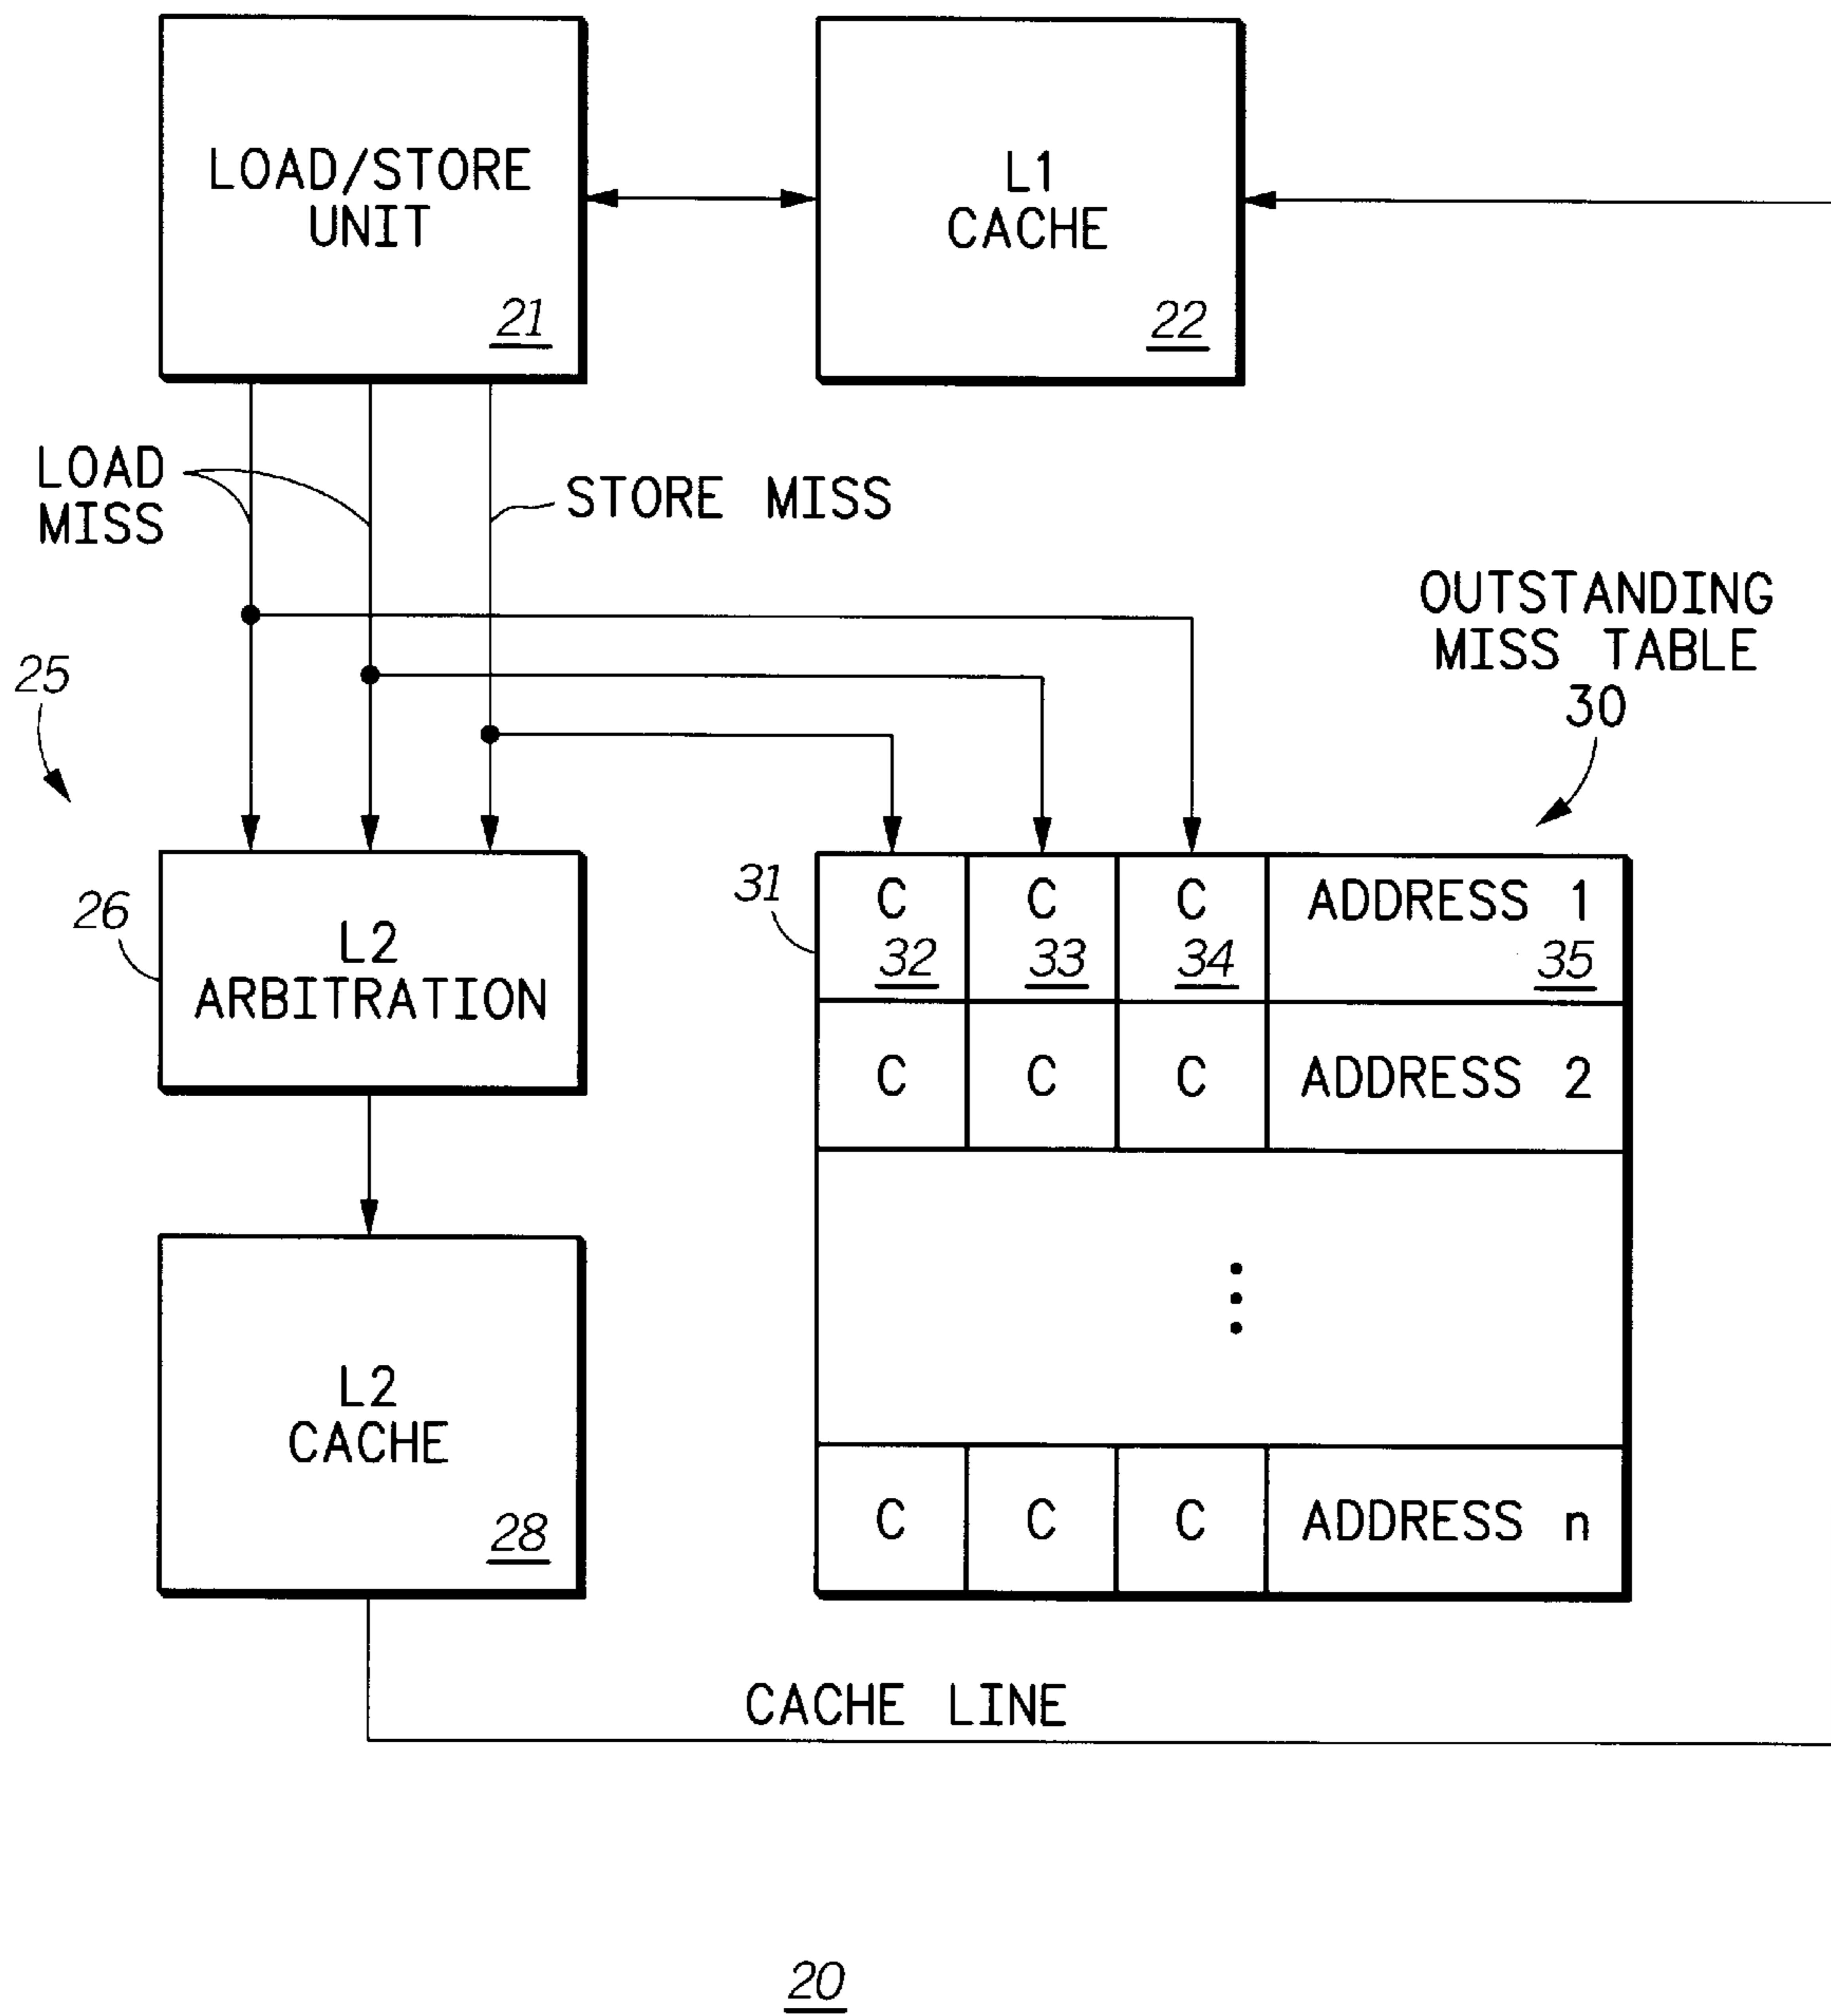 LOAD/STORE
UNIT
21
L1
CACHE
22
LOAD
MISS
STORE MISS
OUTSTANDING
MISS TABLE
30
25
26
L2
ARBITRATION
31
C 32
C 33
C 34
ADDRESS 1
35
C C C ADDRESS 2
L2
CACHE
28
C C C ADDRESS n
CACHE LINE
20